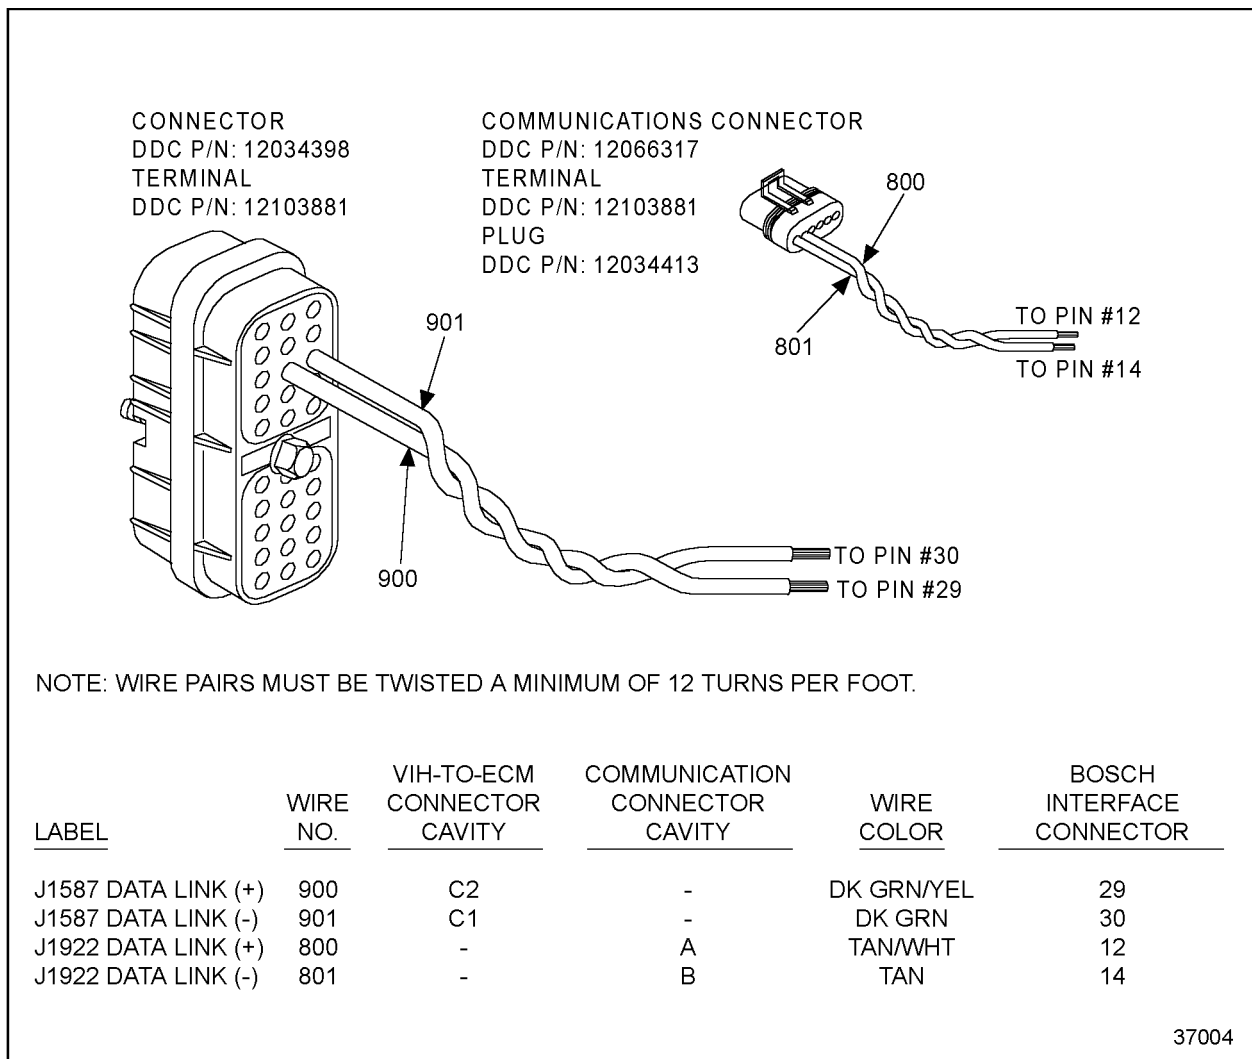 CONNECTOR
DDC P/N: 12034398
TERMINAL
DDC P/N: 12103881
COMMUNICATIONS CONNECTOR
DDC P/N: 12066317
TERMINAL
DDC P/N: 12103881
PLUG
DDC P/N: 12034413
800
801
TO PIN #12
TO PIN #14
901
900
TO PIN #30
TO PIN #29
NOTE: WIRE PAIRS MUST BE TWISTED A MINIMUM OF 12 TURNS PER FOOT.
VIH-TO-ECM COMMUNICATION BOSCH
WIRE CONNECTOR CONNECTOR WIRE INTERFACE
LABEL NO. CAVITY CAVITY COLOR CONNECTOR
J1587 DATA LINK (+) 900 C2 - DK GRN/YEL 29
J1587 DATA LINK (-) 901 C1 - DK GRN 30
J1922 DATA LINK (+) 800 - A TAN/WHT 12
J1922 DATA LINK (-) 801 - B TAN 14
37004